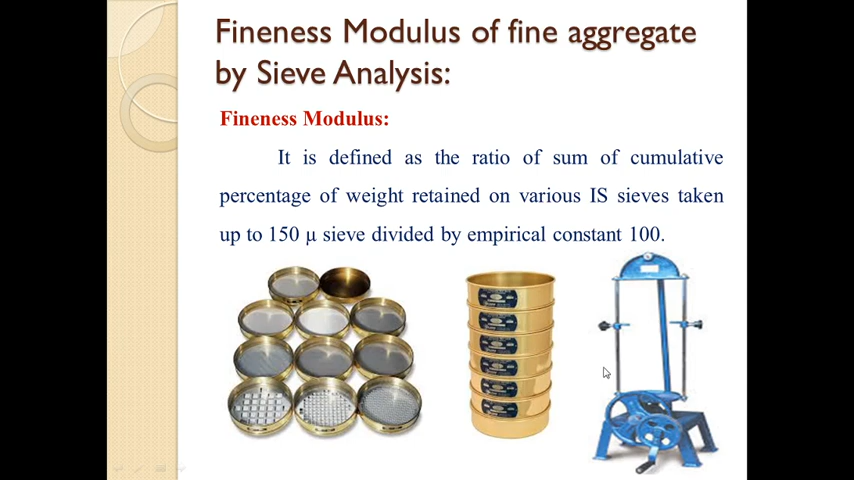 Fineness Modulus of fine aggregate
by Sieve Analysis:
Fineness Modulus:
It is defined as the ratio of sum of cumulative
percentage of weight retained on various IS sieves taken
up to 150 μ sieve divided by empirical constant 100.